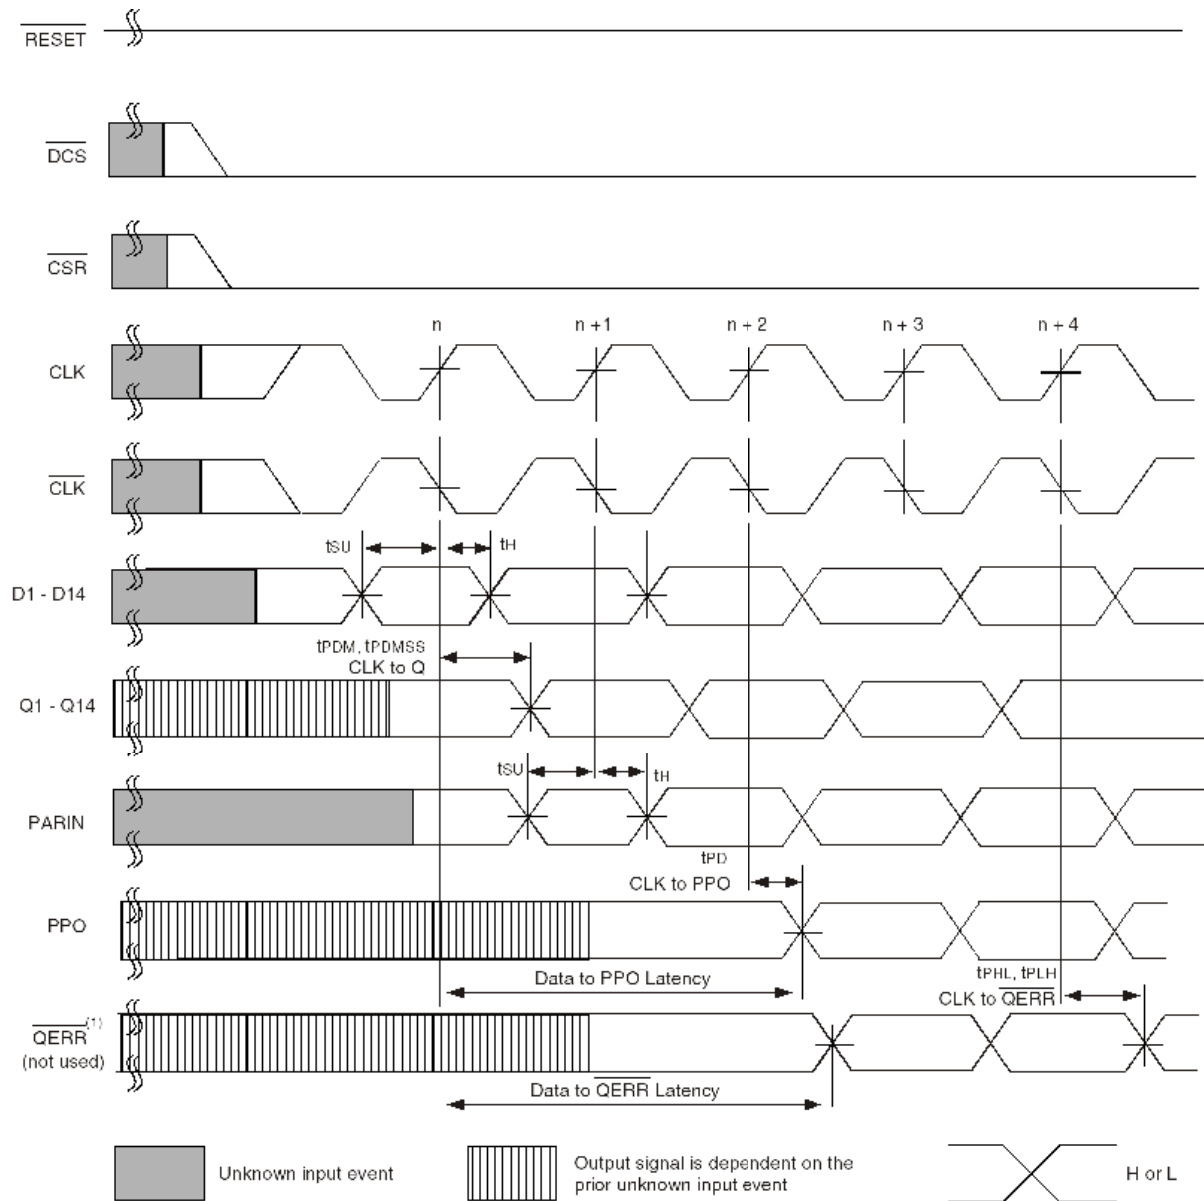 RESET
DCS
CSR
n n + 1 n + 2 n + 3 n + 4
CLK
CLK
tSU tH
D1 - D14
tPDM, tPDMSS
CLK to Q
Q1 - Q14
tSU tH
PARIN
tPD
CLK to PPO
PPO
tPHL, tPLH
Data to PPO Latency
CLK to QERR
QERR(1)
(not used)
Data to QERR Latency
Unknown input event
Output signal is dependent on the
prior unknown input event
H or L